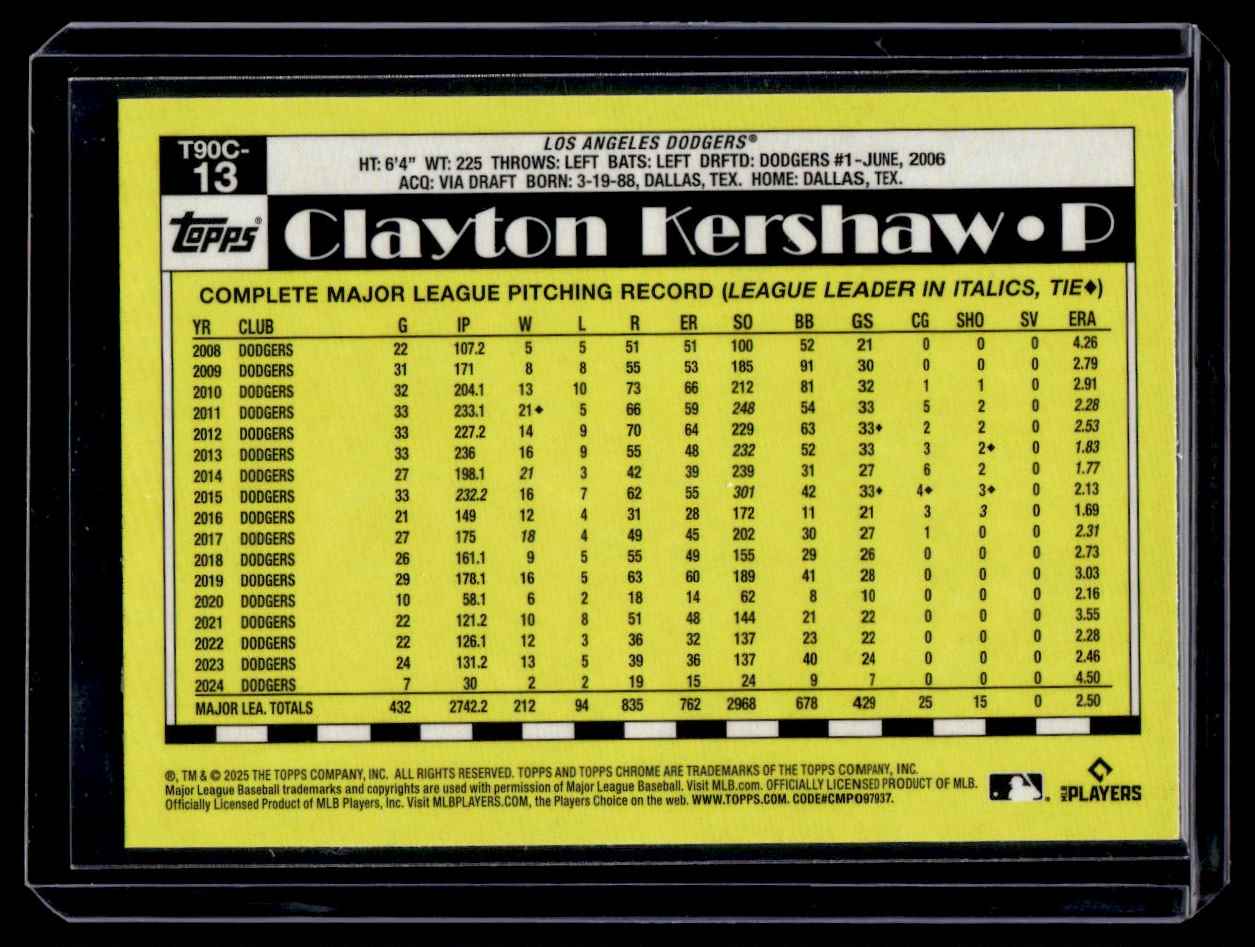 T90C-
13
LOS ANGELES DODGERS®
HT: 6'4" WT: 225 THROWS: LEFT BATS: LEFT DRFTD: DODGERS #1-JUNE, 2006
ACQ: VIA DRAFT BORN: 3-19-88, DALLAS, TEX. HOME: DALLAS, TEX.
topps®
Clayton Kershaw • P
COMPLETE MAJOR LEAGUE PITCHING RECORD (LEAGUE LEADER IN ITALICS, TIE♦)
YR CLUB G IP W L R ER SO BB GS CG SHO SV ERA
2008 DODGERS 22 107.2 5 5 51 51 100 52 21 0 0 0 4.26
2009 DODGERS 31 171 8 8 55 53 185 91 30 0 0 0 2.79
2010 DODGERS 32 204.1 13 10 73 66 212 81 32 1 1 0 2.91
2011 DODGERS 33 233.1 21♦ 5 66 59 248 54 33 5 2 0 2.28
2012 DODGERS 33 227.2 14 9 70 64 229 63 33♦ 2 2 0 2.53
2013 DODGERS 33 236 16 9 55 48 232 52 33 3 2♦ 0 1.83
2014 DODGERS 27 198.1 21 3 42 39 239 31 27 6 2 0 1.77
2015 DODGERS 33 232.2 16 7 62 55 301 42 33♦ 4♦ 3♦ 0 2.13
2016 DODGERS 21 149 12 4 31 28 172 11 21 3 3 0 1.69
2017 DODGERS 27 175 18 4 49 45 202 30 27 1 0 0 2.31
2018 DODGERS 26 161.1 9 5 55 49 155 29 26 0 0 0 2.73
2019 DODGERS 29 178.1 16 5 63 60 189 41 28 0 0 0 3.03
2020 DODGERS 10 58.1 6 2 18 14 62 8 10 0 0 0 2.16
2021 DODGERS 22 121.2 10 8 51 48 144 21 22 0 0 0 3.55
2022 DODGERS 22 126.1 12 3 36 32 137 23 22 0 0 0 2.28
2023 DODGERS 24 131.2 13 5 39 36 137 40 24 0 0 0 2.46
2024 DODGERS 7 30 2 2 19 15 24 9 7 0 0 0 4.50
MAJOR LEA. TOTALS 432 2742.2 212 94 835 762 2968 678 429 25 15 0 2.50
®, TM & © 2025 THE TOPPS COMPANY, INC. ALL RIGHTS RESERVED. TOPPS AND TOPPS CHROME ARE TRADEMARKS OF THE TOPPS COMPANY, INC.
Major League Baseball trademarks and copyrights are used with permission of Major League Baseball. Visit MLB.com. OFFICIALLY LICENSED PRODUCT OF MLB.
Officially Licensed Product of MLB Players, Inc. Visit MLBPLAYERS.COM, the Players Choice on the web. WWW.TOPPS.COM. CODE#CMPO97937.
MLB PLAYERS